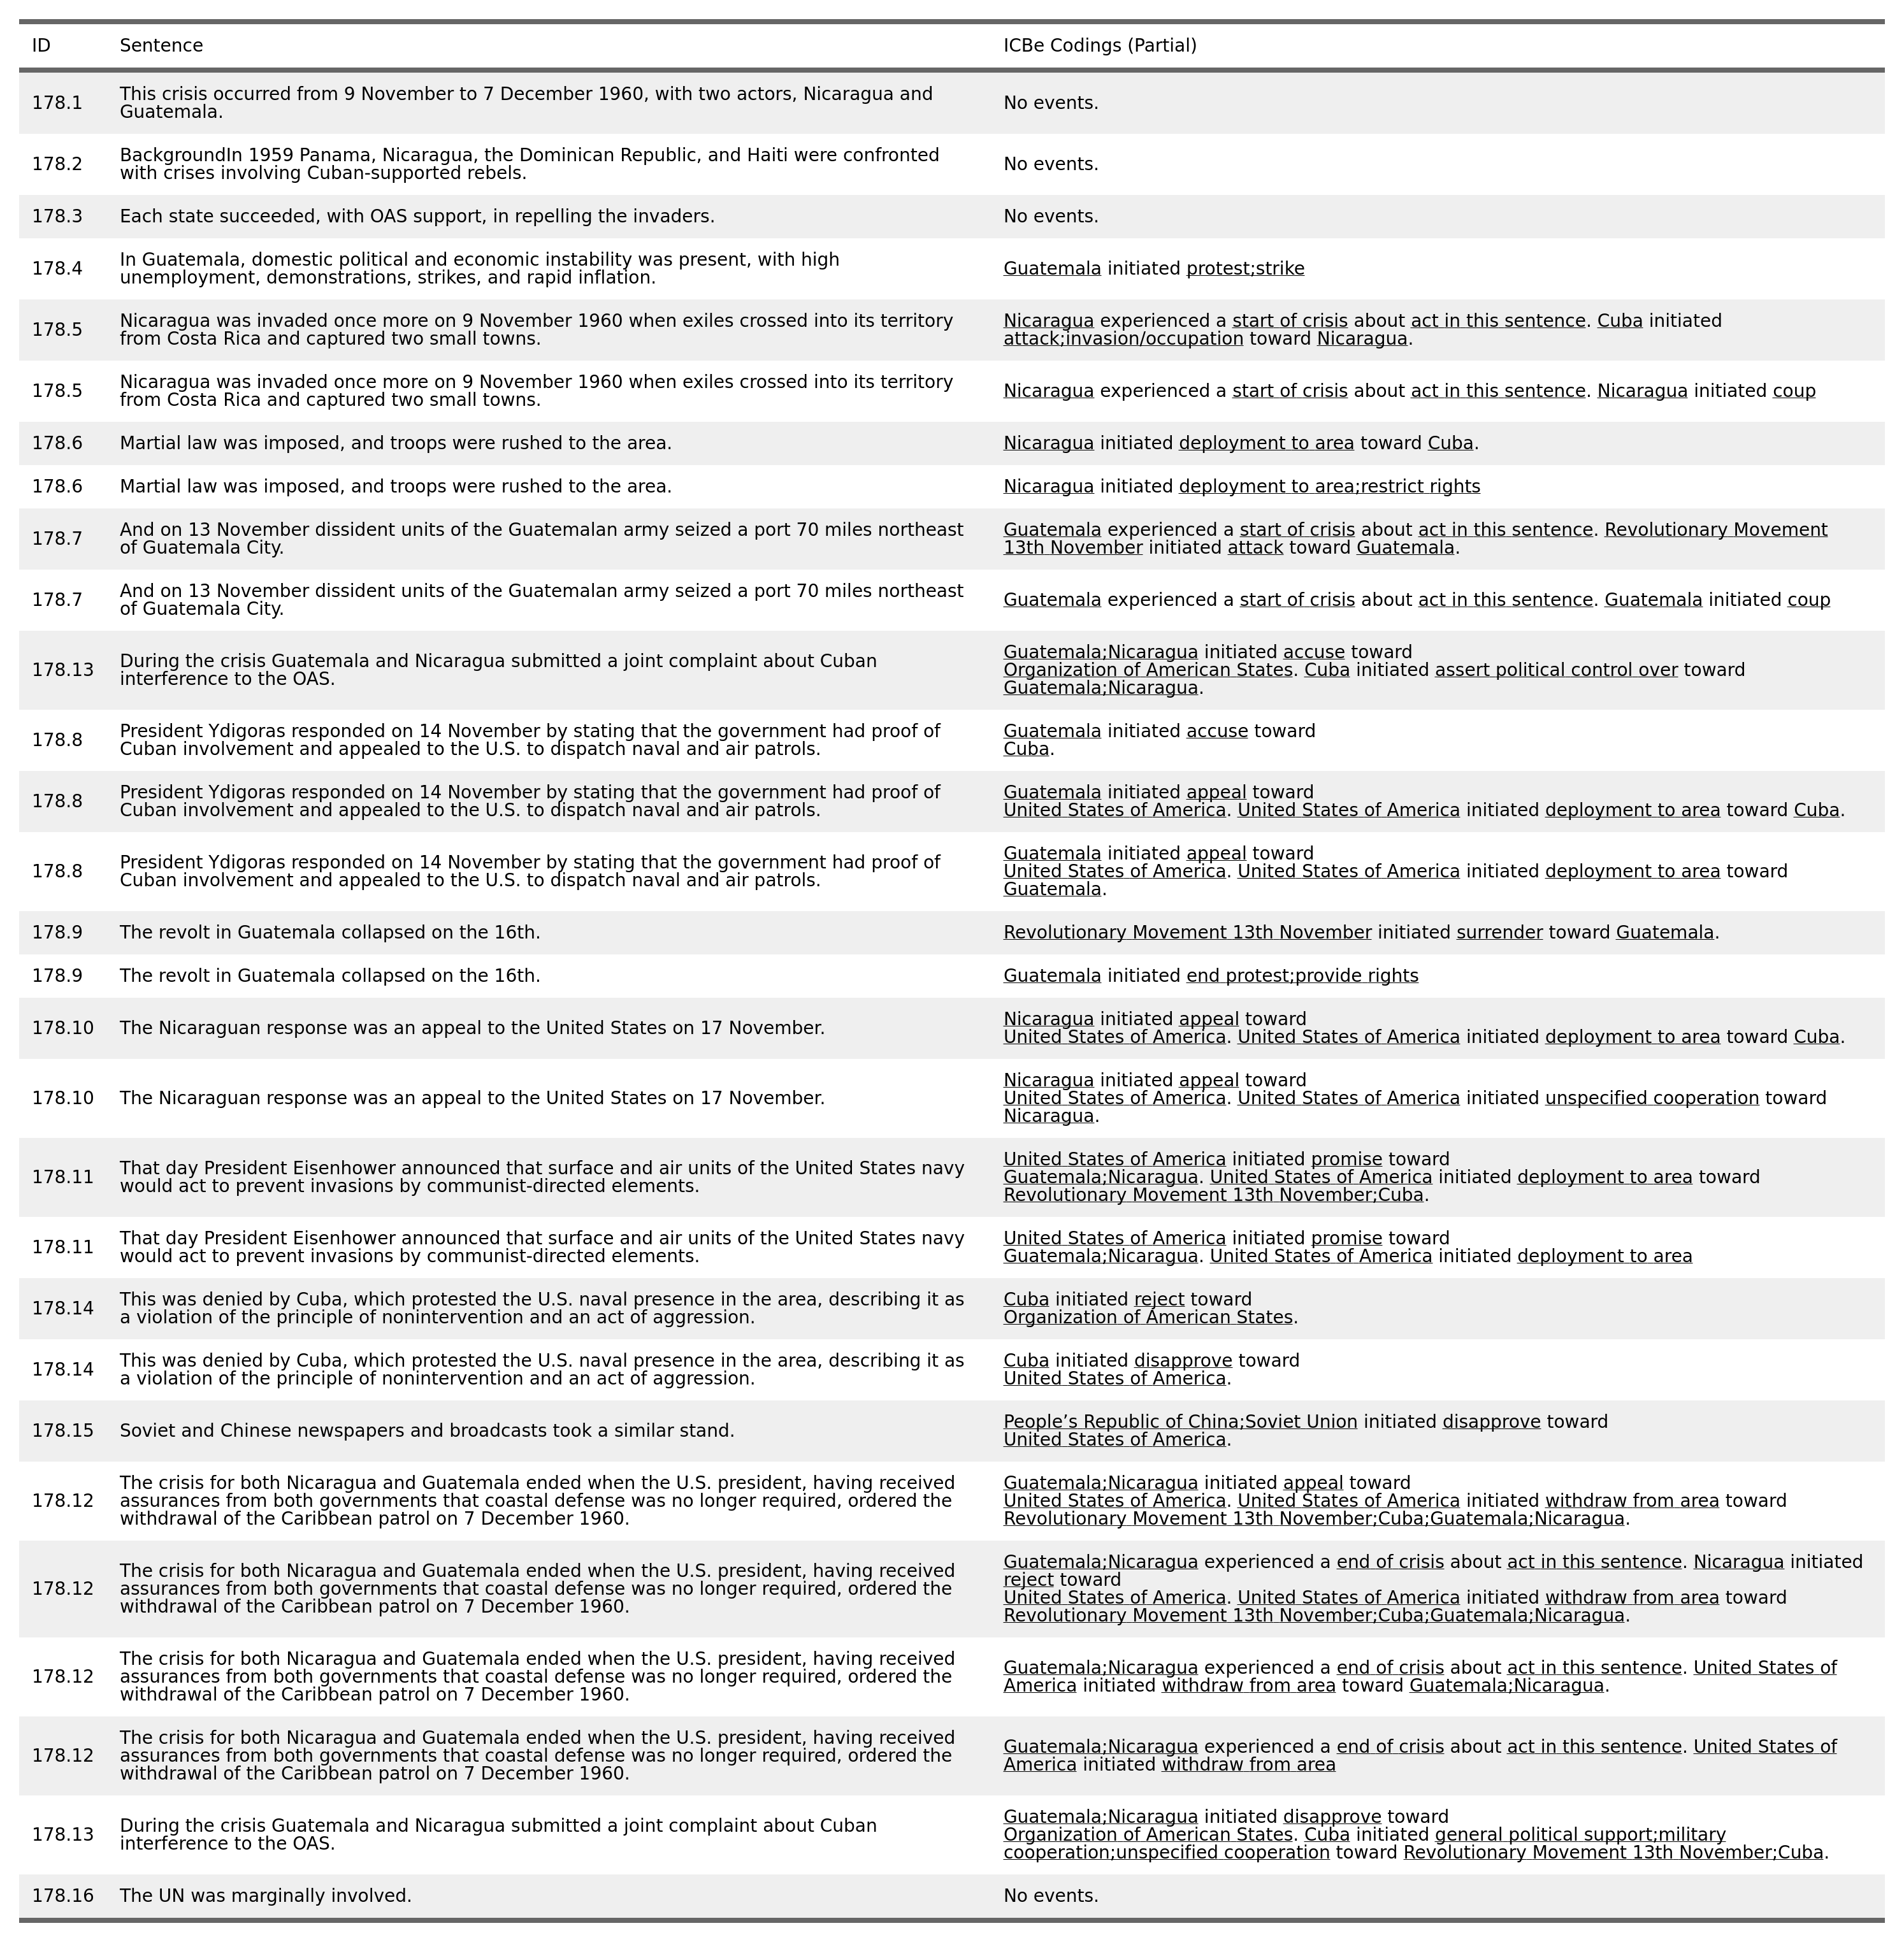 ID Sentence ICBe Codings (Partial)
178.1 This crisis occurred from 9 November to 7 December 1960, with two actors, Nicaragua and
Guatemala.
No events.
178.2 BackgroundIn 1959 Panama, Nicaragua, the Dominican Republic, and Haiti were confronted
with crises involving Cuban-supported rebels.
No events.
178.3 Each state succeeded, with OAS support, in repelling the invaders.
No events.
178.4 In Guatemala, domestic political and economic instability was present, with high
unemployment, demonstrations, strikes, and rapid inflation.
Guatemala initiated protest;strike
178.5 Nicaragua was invaded once more on 9 November 1960 when exiles crossed into its territory
from Costa Rica and captured two small towns.
Nicaragua experienced a start of crisis about act in this sentence. Cuba initiated
attack;invasion/occupation toward Nicaragua.
178.5 Nicaragua was invaded once more on 9 November 1960 when exiles crossed into its territory
from Costa Rica and captured two small towns.
Nicaragua experienced a start of crisis about act in this sentence. Nicaragua initiated coup
178.6 Martial law was imposed, and troops were rushed to the area.
Nicaragua initiated deployment to area toward Cuba.
178.6 Martial law was imposed, and troops were rushed to the area.
Nicaragua initiated deployment to area;restrict rights
178.7 And on 13 November dissident units of the Guatemalan army seized a port 70 miles northeast
of Guatemala City.
Guatemala experienced a start of crisis about act in this sentence. Revolutionary Movement
13th November initiated attack toward Guatemala.
178.7 And on 13 November dissident units of the Guatemalan army seized a port 70 miles northeast
of Guatemala City.
Guatemala experienced a start of crisis about act in this sentence. Guatemala initiated coup
178.13 During the crisis Guatemala and Nicaragua submitted a joint complaint about Cuban
interference to the OAS.
Guatemala;Nicaragua initiated accuse toward
Organization of American States. Cuba initiated assert political control over toward
Guatemala;Nicaragua.
178.8 President Ydigoras responded on 14 November by stating that the government had proof of
Cuban involvement and appealed to the U.S. to dispatch naval and air patrols.
Guatemala initiated accuse toward
Cuba.
178.8 President Ydigoras responded on 14 November by stating that the government had proof of
Cuban involvement and appealed to the U.S. to dispatch naval and air patrols.
Guatemala initiated appeal toward
United States of America. United States of America initiated deployment to area toward Cuba.
178.8 President Ydigoras responded on 14 November by stating that the government had proof of
Cuban involvement and appealed to the U.S. to dispatch naval and air patrols.
Guatemala initiated appeal toward
United States of America. United States of America initiated deployment to area toward
Guatemala.
178.9 The revolt in Guatemala collapsed on the 16th.
Revolutionary Movement 13th November initiated surrender toward Guatemala.
178.9 The revolt in Guatemala collapsed on the 16th.
Guatemala initiated end protest;provide rights
178.10 The Nicaraguan response was an appeal to the United States on 17 November.
Nicaragua initiated appeal toward
United States of America. United States of America initiated deployment to area toward Cuba.
178.10 The Nicaraguan response was an appeal to the United States on 17 November.
Nicaragua initiated appeal toward
United States of America. United States of America initiated unspecified cooperation toward
Nicaragua.
178.11 That day President Eisenhower announced that surface and air units of the United States navy
would act to prevent invasions by communist-directed elements.
United States of America initiated promise toward
Guatemala;Nicaragua. United States of America initiated deployment to area toward
Revolutionary Movement 13th November;Cuba.
178.11 That day President Eisenhower announced that surface and air units of the United States navy
would act to prevent invasions by communist-directed elements.
United States of America initiated promise toward
Guatemala;Nicaragua. United States of America initiated deployment to area
178.14 This was denied by Cuba, which protested the U.S. naval presence in the area, describing it as
a violation of the principle of nonintervention and an act of aggression.
Cuba initiated reject toward
Organization of American States.
178.14 This was denied by Cuba, which protested the U.S. naval presence in the area, describing it as
a violation of the principle of nonintervention and an act of aggression.
Cuba initiated disapprove toward
United States of America.
178.15 Soviet and Chinese newspapers and broadcasts took a similar stand.
People’s Republic of China;Soviet Union initiated disapprove toward
United States of America.
178.12 The crisis for both Nicaragua and Guatemala ended when the U.S. president, having received
assurances from both governments that coastal defense was no longer required, ordered the
withdrawal of the Caribbean patrol on 7 December 1960.
Guatemala;Nicaragua initiated appeal toward
United States of America. United States of America initiated withdraw from area toward
Revolutionary Movement 13th November;Cuba;Guatemala;Nicaragua.
178.12 The crisis for both Nicaragua and Guatemala ended when the U.S. president, having received
assurances from both governments that coastal defense was no longer required, ordered the
withdrawal of the Caribbean patrol on 7 December 1960.
Guatemala;Nicaragua experienced a end of crisis about act in this sentence. Nicaragua initiated
reject toward
United States of America. United States of America initiated withdraw from area toward
Revolutionary Movement 13th November;Cuba;Guatemala;Nicaragua.
178.12 The crisis for both Nicaragua and Guatemala ended when the U.S. president, having received
assurances from both governments that coastal defense was no longer required, ordered the
withdrawal of the Caribbean patrol on 7 December 1960.
Guatemala;Nicaragua experienced a end of crisis about act in this sentence. United States of
America initiated withdraw from area toward Guatemala;Nicaragua.
178.12 The crisis for both Nicaragua and Guatemala ended when the U.S. president, having received
assurances from both governments that coastal defense was no longer required, ordered the
withdrawal of the Caribbean patrol on 7 December 1960.
Guatemala;Nicaragua experienced a end of crisis about act in this sentence. United States of
America initiated withdraw from area
178.13 During the crisis Guatemala and Nicaragua submitted a joint complaint about Cuban
interference to the OAS.
Guatemala;Nicaragua initiated disapprove toward
Organization of American States. Cuba initiated general political support;military
cooperation;unspecified cooperation toward Revolutionary Movement 13th November;Cuba.
178.16 The UN was marginally involved.
No events.